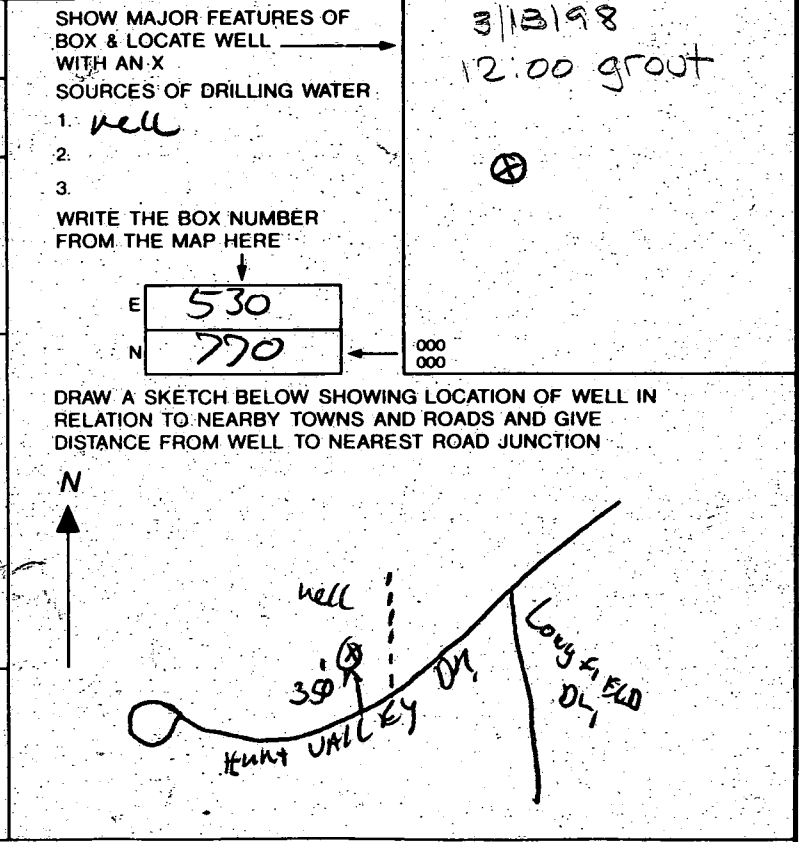 SHOW MAJOR FEATURES OF
BOX & LOCATE WELL
WITH AN X
SOURCES OF DRILLING WATER
1. well
2.
3.
WRITE THE BOX NUMBER
FROM THE MAP HERE
E 530
N 770
3/13/98
12:00 grout
000
000
DRAW A SKETCH BELOW SHOWING LOCATION OF WELL IN
RELATION TO NEARBY TOWNS AND ROADS AND GIVE
DISTANCE FROM WELL TO NEAREST ROAD JUNCTION
N
well
350'
Hunt VAllEy Dr,
LongfIELD
Dr,